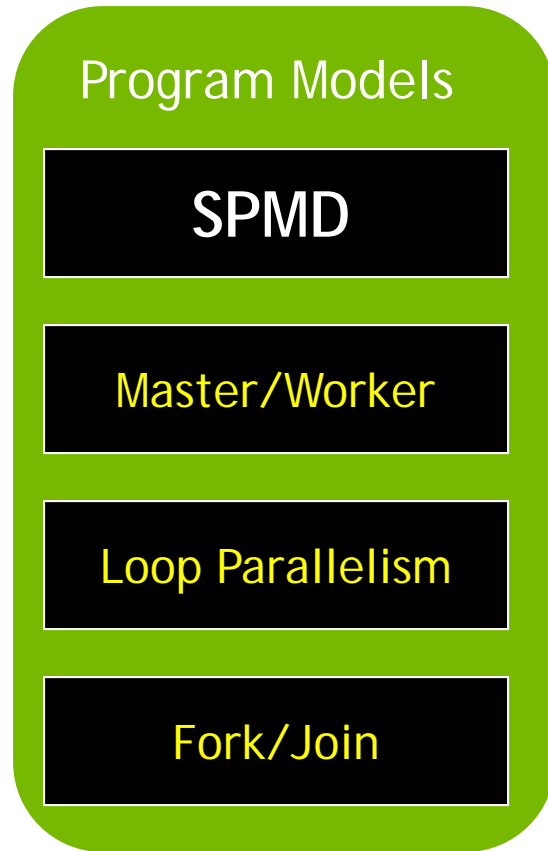 Program Models
SPMD
Master/Worker
Loop Parallelism
Fork/Join